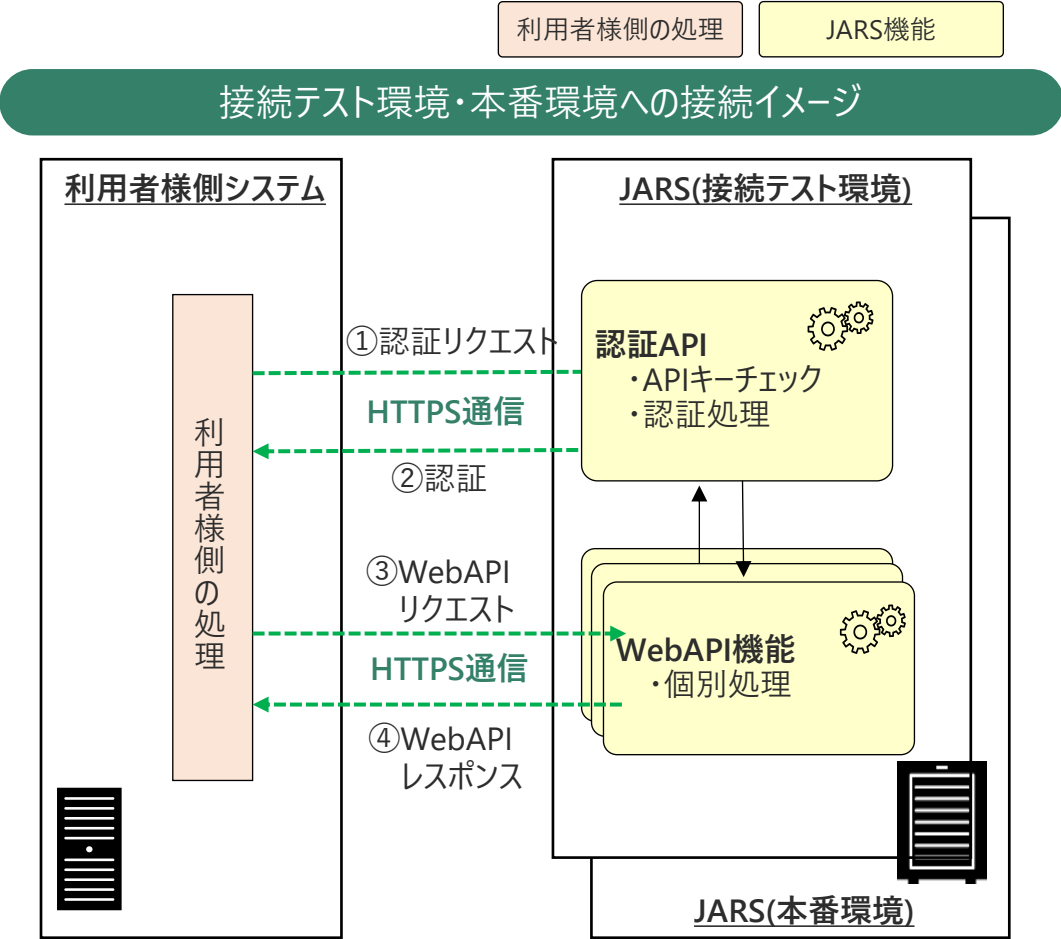 利用者様側の処理
JARS機能
接続テスト環境・本番環境への接続イメージ
利用者様側システム
JARS(接続テスト環境)
①認証リクエスト
HTTPS通信
②認証
認証API
・APIキーチェック
・認証処理
利用者様側の処理
③WebAPI
リクエスト
HTTPS通信
④WebAPI
レスポンス
WebAPI機能
・個別処理
JARS(本番環境)